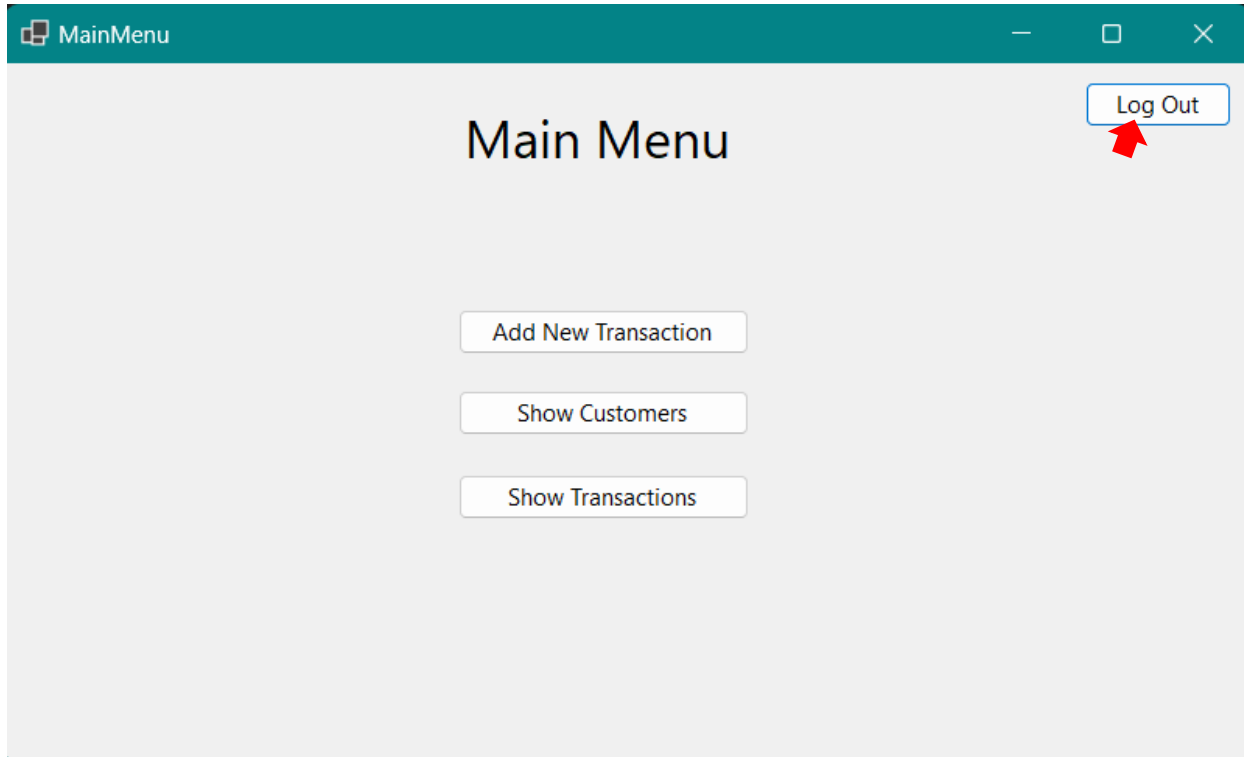 MainMenu
Log Out
Main Menu
Add New Transaction
Show Customers
Show Transactions